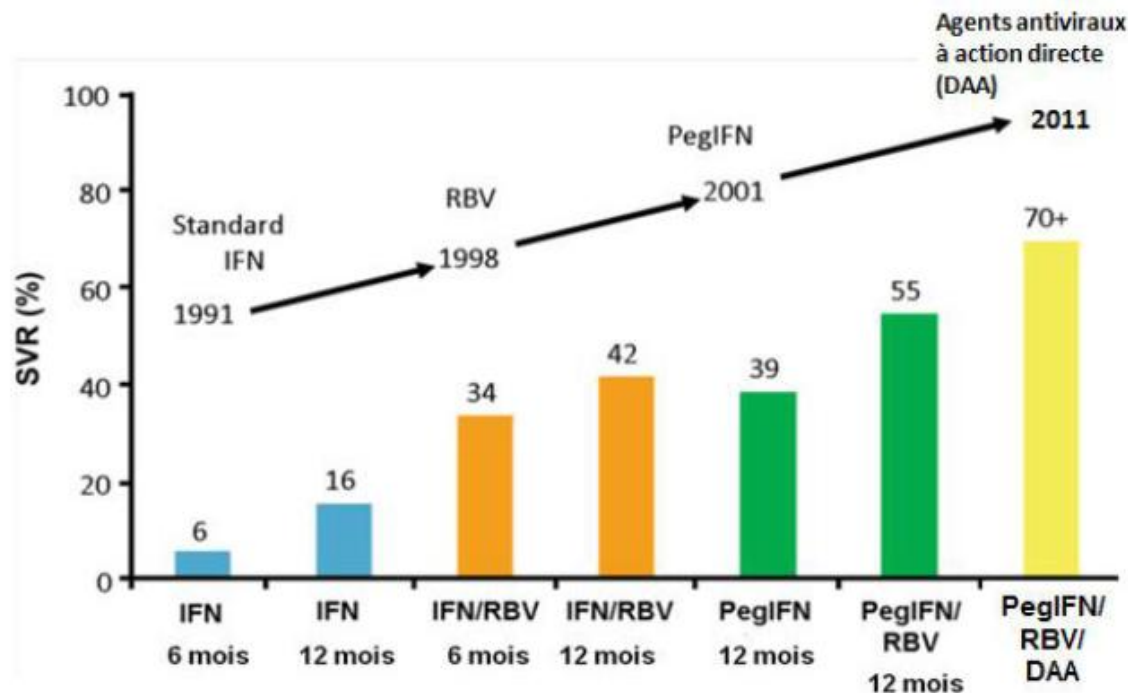 Agents antiviraux
à action directe
(DAA)
2011
PegIFN
2001
RBV
1998
Standard
IFN
1991
SVR (%)
100
80
60
40
20
0
6
16
34
42
39
55
70+
IFN
6 mois
IFN
12 mois
IFN/RBV
6 mois
IFN/RBV
12 mois
PegIFN
12 mois
PegIFN/
RBV
12 mois
PegIFN/
RBV/
DAA